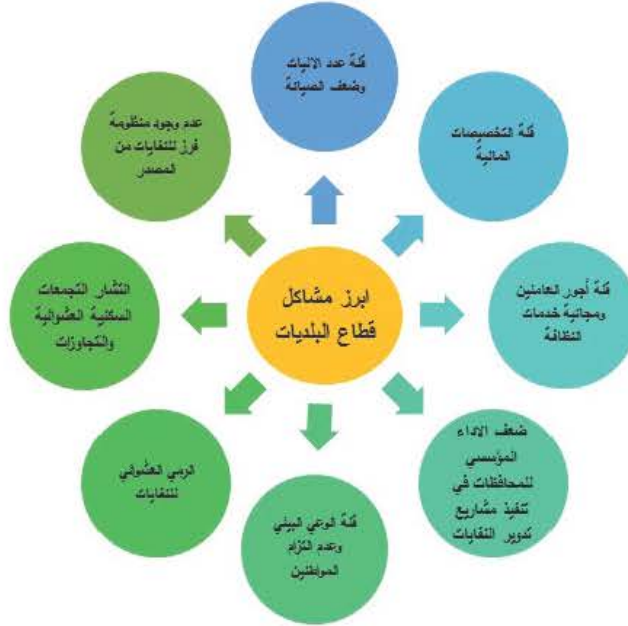 ابرز مشاكل
قطاع البلديات
قلة عدد الاليات
وضعف الصيانة
قلة التخصيصات
المالية
قلة أجور العاملين
ومجانية خدمات
النظافة
ضعف الاداء
المؤسسي
للمحافظات في
تنفيذ مشاريع
تدوير النفايات
قلة الوعي البيئي
وعدم التزام
المواطنين
الرمي العشوائي
للنفايات
انتشار التجمعات
السكنية العشوائية
والتجاوزات
عدم وجود منظومة
فرز للنفايات من
المصدر